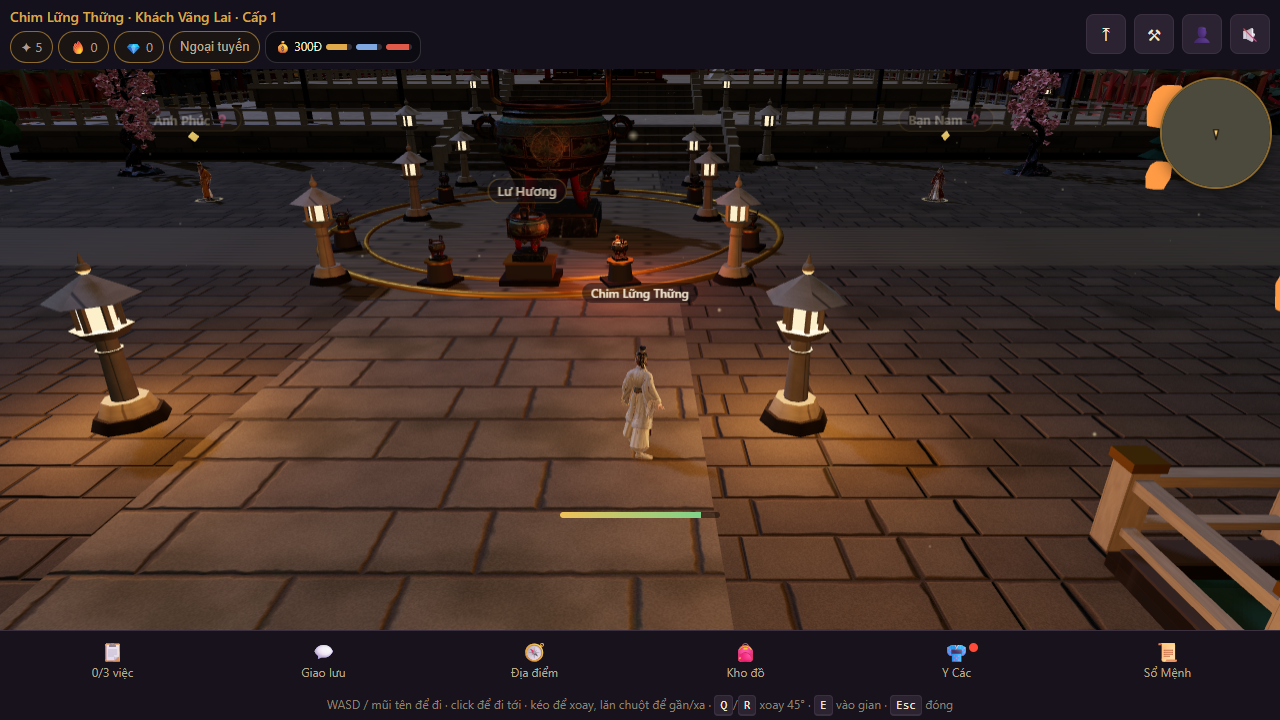 Chim Lững Thững · Khách Vãng Lai · Cấp 1
5
0
0
Ngoại tuyến
300Đ
Anh Phúc ?
Bạn Nam ?
Lư Hương
Chim Lững Thững
0/3 việc
Giao lưu
Địa điểm
Kho đồ
Y Các
Sổ Mệnh
WASD / mũi tên để đi · click để đi tới · kéo để xoay, lăn chuột để gần/xa · Q / R xoay 45° · E vào gian · Esc đóng